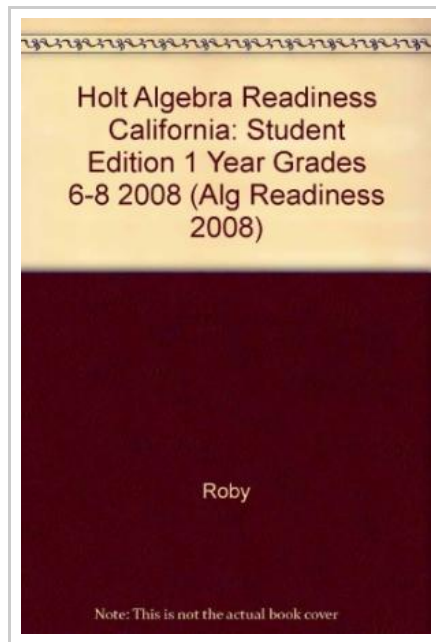 Holt Algebra Readiness
California: Student
Edition 1 Year Grades
6-8 2008 (Alg Readiness
2008)
Roby
Note: This is not the actual book cover